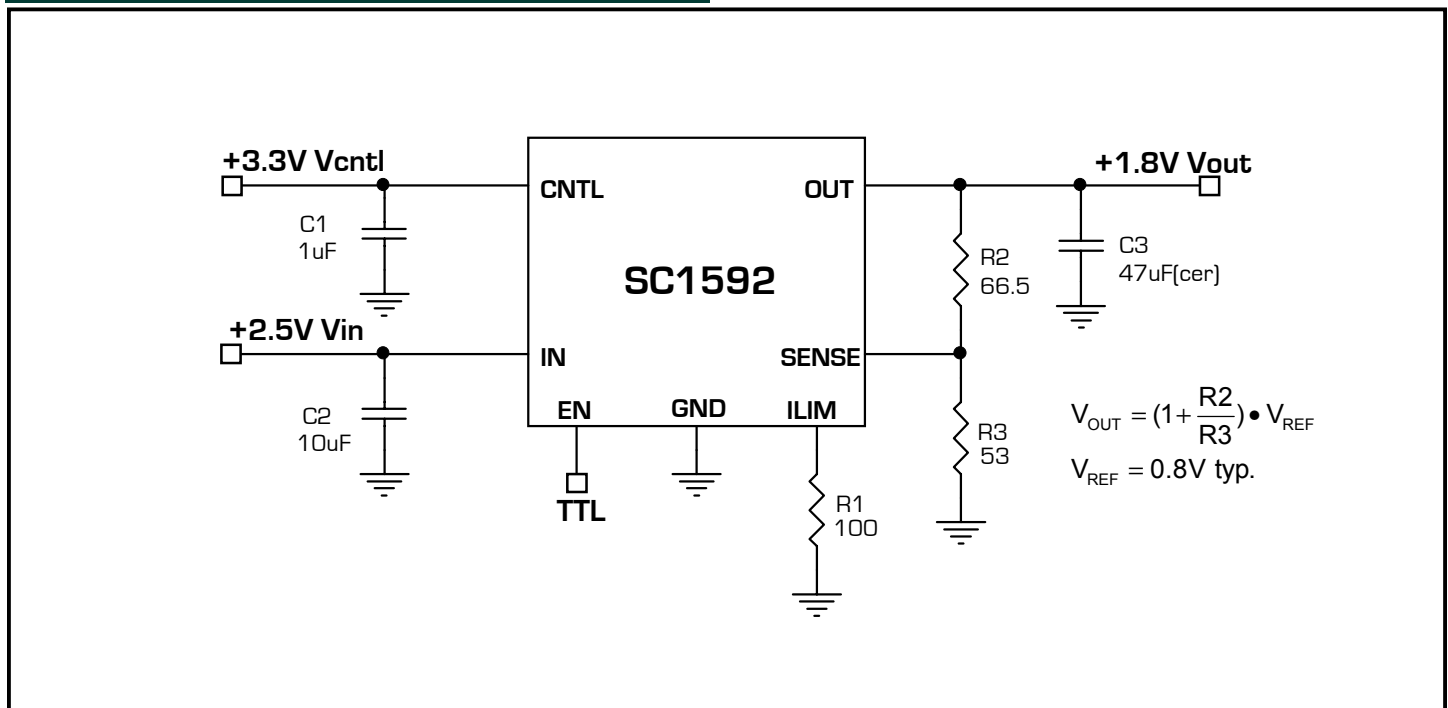 +3.3V Vcntl
C1
1uF
+2.5V Vin
C2
10uF
CNTL
OUT
SC1592
IN
SENSE
EN
GND
ILIM
TTL
R1
100
+1.8V Vout
R2
66.5
C3
47uF(cer)
R3
53
V_OUT = (1 + R2/R3) • V_REF
V_REF = 0.8V typ.